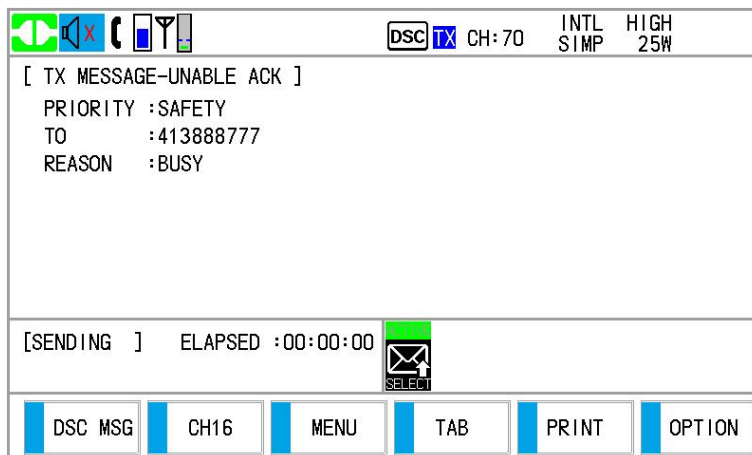 DSC TX CH:70 INTL SIMP HIGH 25W
[ TX MESSAGE-UNABLE ACK ]
PRIORITY :SAFETY
TO :413888777
REASON :BUSY
[SENDING ] ELAPSED :00:00:00
SELECT
DSC MSG CH16 MENU TAB PRINT OPTION